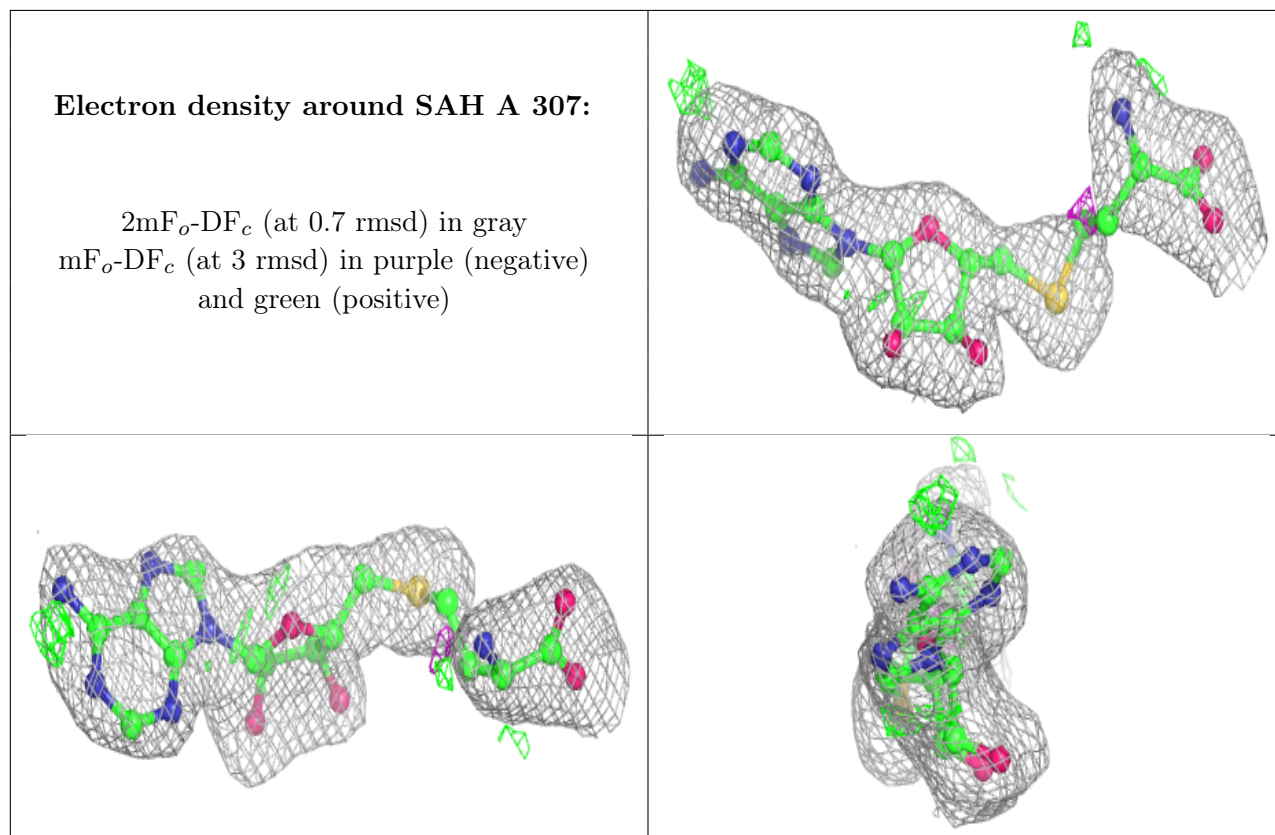 Electron density around SAH A 307:
2mFo-DFc (at 0.7 rmsd) in gray
mFo-DFc (at 3 rmsd) in purple (negative)
and green (positive)